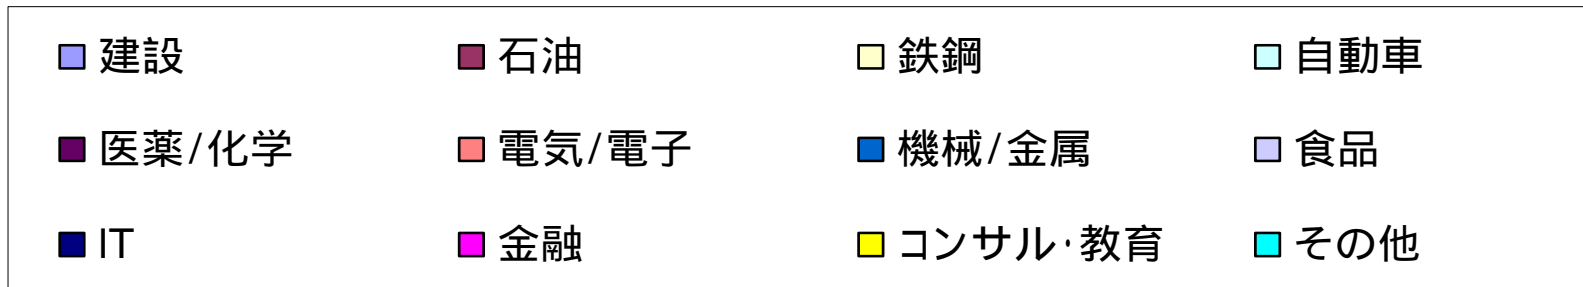 建設 石油 鉄鋼 自動車
医薬/化学 電気/電子 機械/金属 食品
IT 金融 コンサル・教育 その他